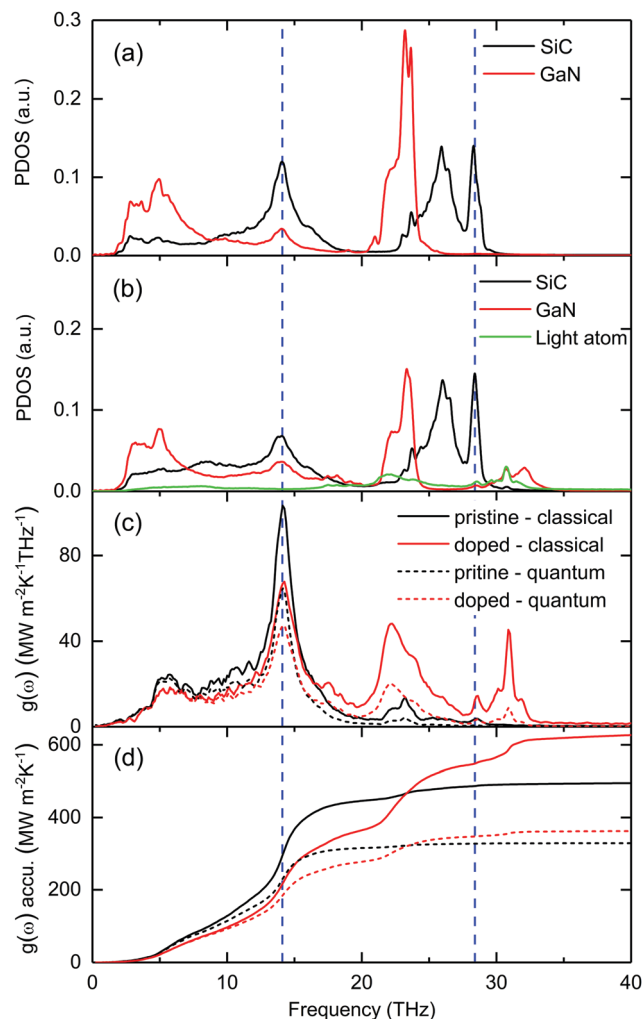 0.3
(a)
SiC
GaN
0.2
PDOS (a.u.)
0.1
0.0
(b)
SiC
GaN
Light atom
0.2
PDOS (a.u.)
0.1
0.0
(c)
pristine - classical
doped - classical
pritine - quantum
doped - quantum
80
40
0
g(ω) (MW m⁻²K⁻¹THz⁻¹)
(d)
600
400
200
0
g(ω) accu. (MW m⁻²K⁻¹)
0 10 20 30 40
Frequency (THz)